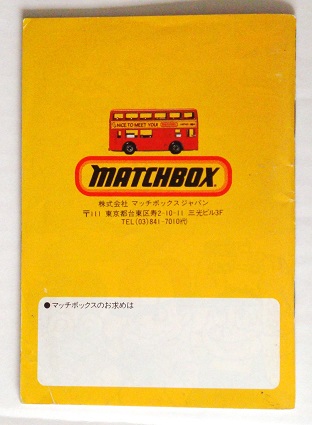 NICE TO MEET YOU!
MATCHBOX
株式会社 マッチボックスジャパン
〒111 東京都台東区寿2-10-11 三光ビル3F
TEL(03)841-7010㈹
●マッチボックスのお求めは